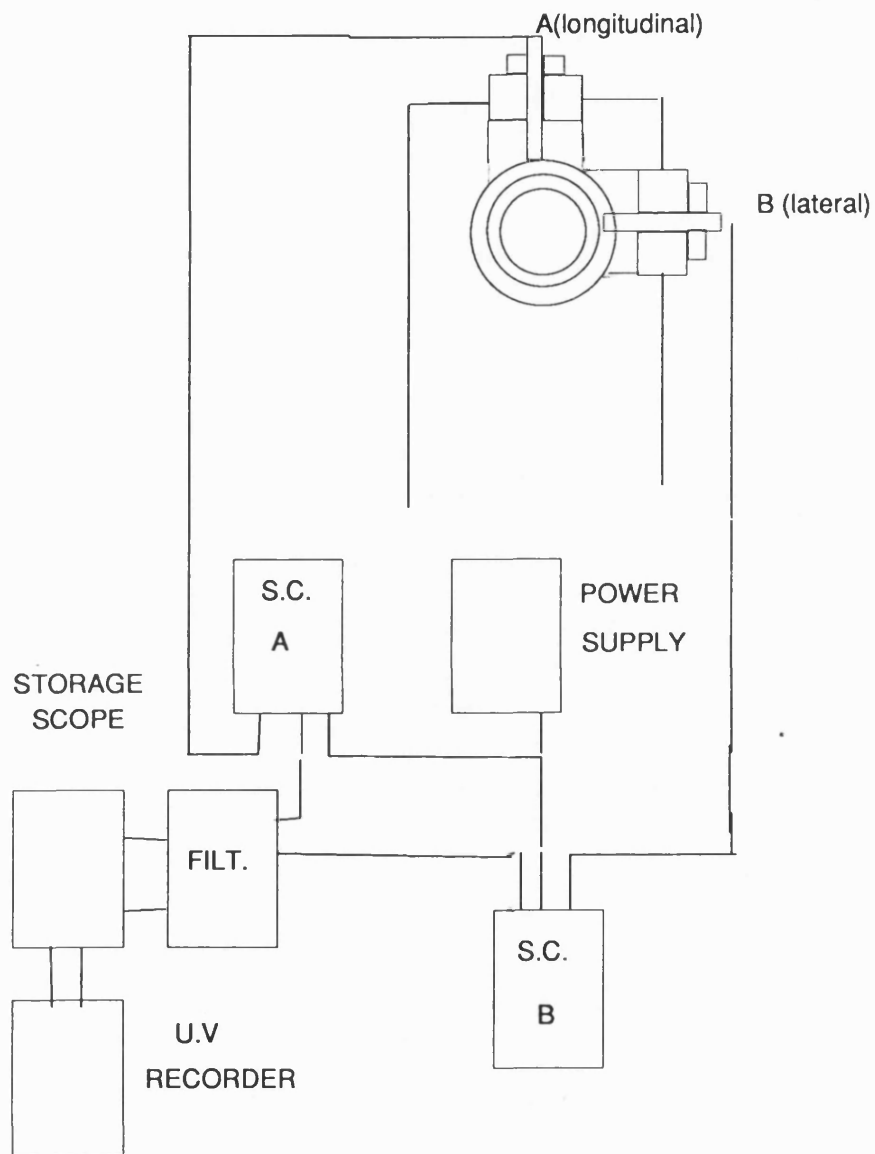 A(longitudinal)
B (lateral)
S.C.
A
POWER
SUPPLY
STORAGE
SCOPE
FILT.
S.C.
B
U.V
RECORDER